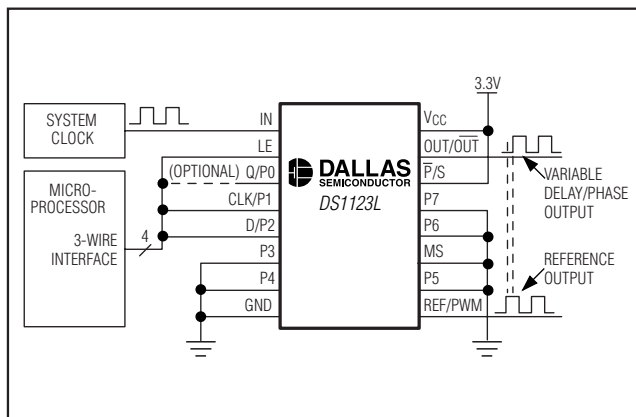 3.3V
SYSTEM
CLOCK
IN
VCC
LE
OUT/OUT
(OPTIONAL) Q/P0
DALLAS
SEMICONDUCTOR
P/S
VARIABLE
DELAY/PHASE
OUTPUT
MICRO-
PROCESSOR
CLK/P1
DS1123L
P7
3-WIRE
INTERFACE
4
D/P2
P6
P3
MS
REFERENCE
OUTPUT
P4
P5
GND
REF/PWM